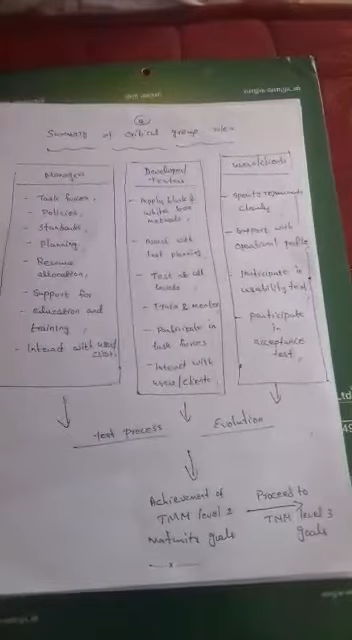 Summary of critical group roles
Managers
- Task forces,
- Policies,
- Standards,
- Planning,
- Resource
allocation,
- Support for
- education and
training,
- Interact with user/
client.
Developer/
Tester
- Apply black &
white box
methods,
- Assist with
test planning
- Test at all
levels
- Train & mentor
- Participate in
task forces
- Interact with
user/clients
users/clients
- Specify requirements
clearly
- Support with
operational profile
- Participate in
usability test,
- participate
in
acceptance
test,
test process Evolution
Achievement of
TMM level 2
Maturity goals
Proceed to
TMM level 3
goals
x